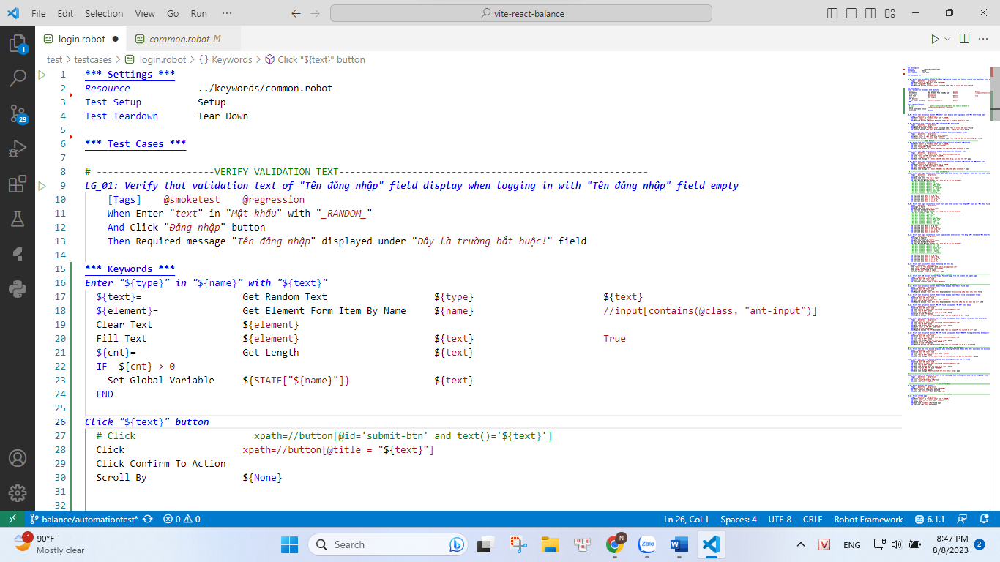 File Edit Selection View Go Run ···
vite-react-balance
login.robot
common.robot M
test > testcases > login.robot > {} Keywords > Click "${text}" button
1 *** Settings ***
2 Resource ../keywords/common.robot
3 Test Setup Setup
4 Test Teardown Tear Down
5
6 *** Test Cases ***
7
8 # ---------------------VERIFY VALIDATION TEXT-------------------------------------------------------
9 LG_01: Verify that validation text of "Tên đăng nhập" field display when logging in with "Tên đăng nhập" field empty
10 [Tags] @smoketest @regression
11 When Enter "text" in "Mật khẩu" with "_RANDOM_"
12 And Click "Đăng nhập" button
13 Then Required message "Tên đăng nhập" displayed under "Đây là trường bắt buộc!" field
14
15 *** Keywords ***
16 Enter "${type}" in "${name}" with "${text}"
17 ${text}= Get Random Text ${type} ${text}
18 ${element}= Get Element Form Item By Name ${name} //input[contains(@class, "ant-input")]
19 Clear Text ${element}
20 Fill Text ${element} ${text} True
21 ${cnt}= Get Length ${text}
22 IF ${cnt} > 0
23 Set Global Variable ${STATE["${name}"]} ${text}
24 END
25
26 Click "${text}" button
27 # Click xpath=//button[@id='submit-btn' and text()='${text}']
28 Click xpath=//button[@title = "${text}"]
29 Click Confirm To Action
30 Scroll By ${None}
31
32
1
29
balance/automationtest* 0 0 Ln 26, Col 1 Spaces: 4 UTF-8 CRLF Robot Framework 6.1.1
1
90°F
Mostly clear
Search
N
Zalo
V
ENG
8:47 PM
8/8/2023
2